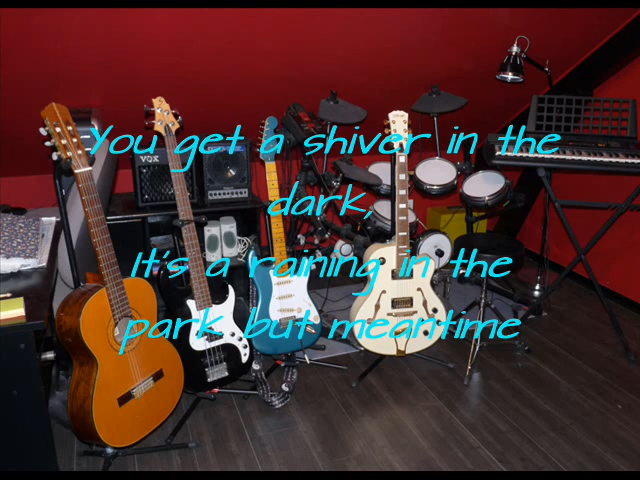 You get a shiver in the
dark,
It's a raining in the
park but meantime
VOX